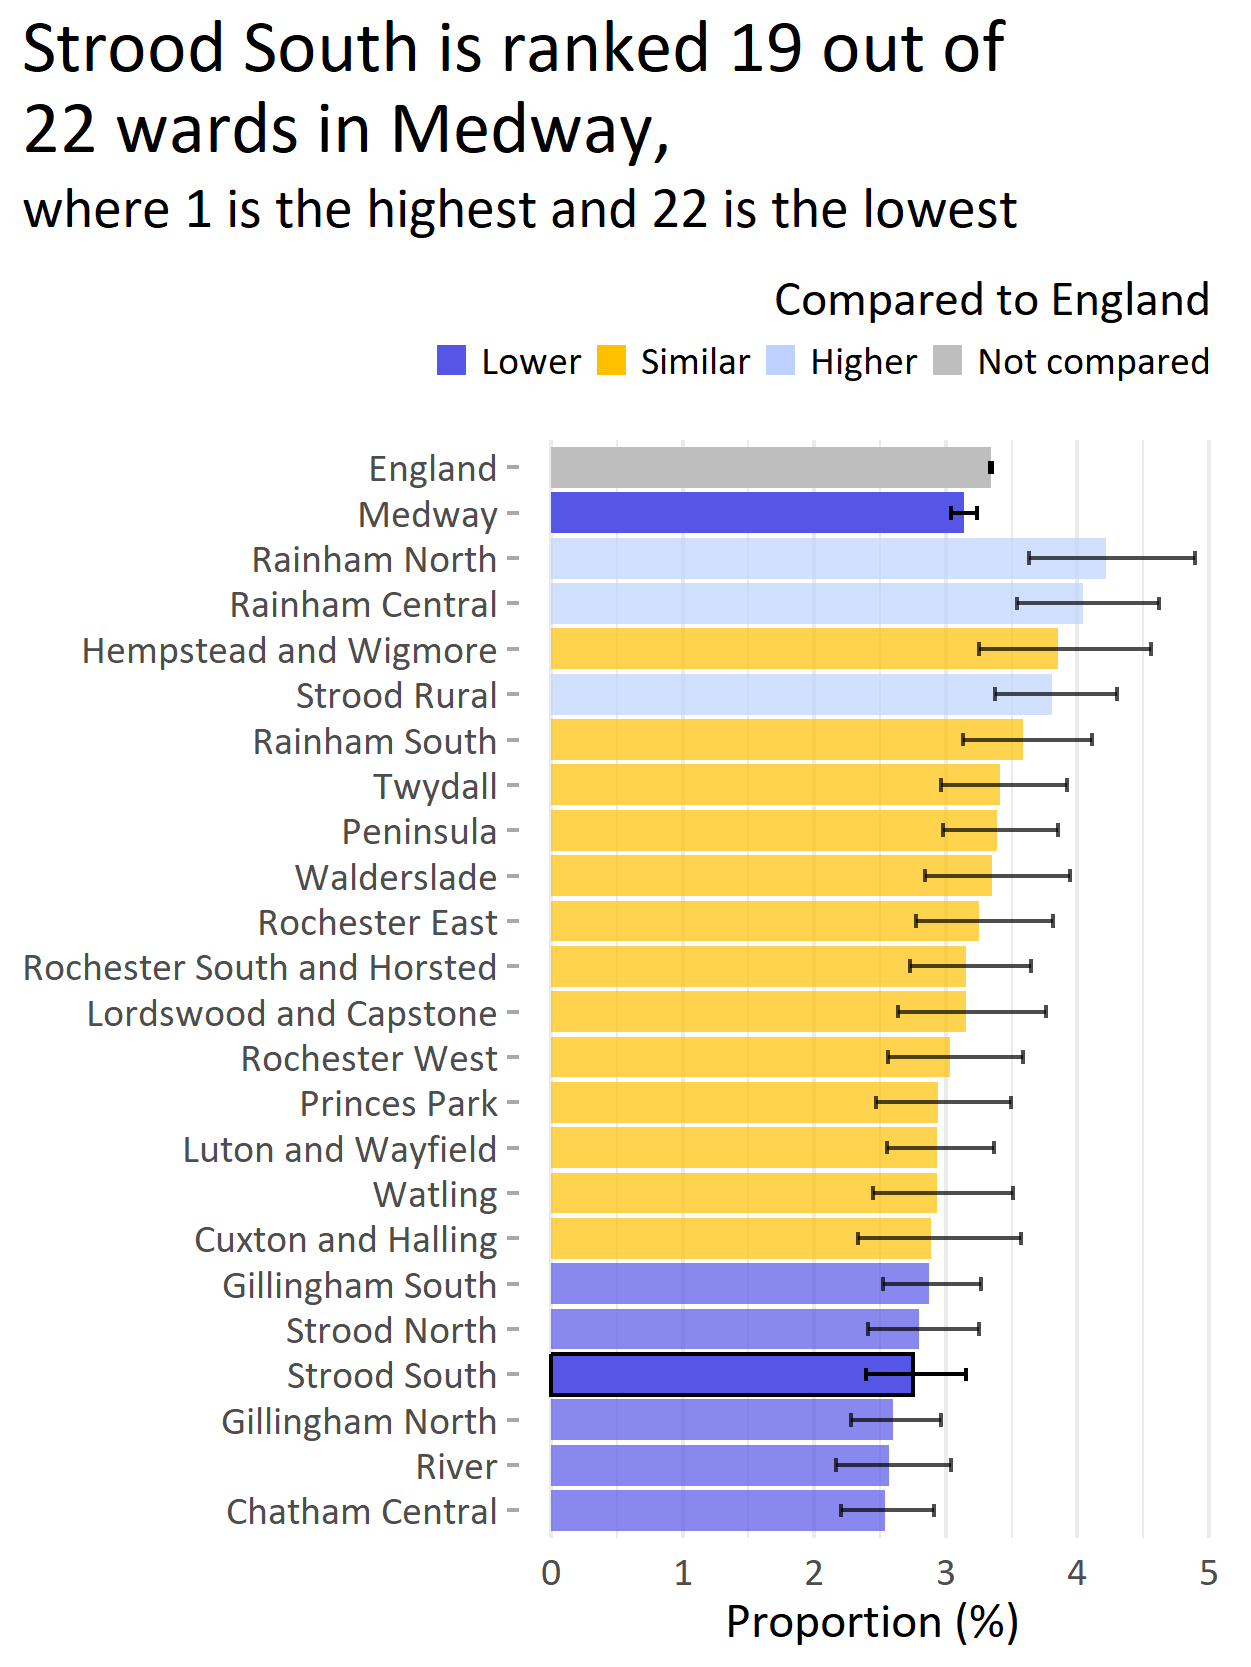 Strood South is ranked 19 out of
22 wards in Medway,
where 1 is the highest and 22 is the lowest
Compared to England
Lower Similar Higher Not compared
England
Medway
Rainham North
Rainham Central
Hempstead and Wigmore
Strood Rural
Rainham South
Twydall
Peninsula
Walderslade
Rochester East
Rochester South and Horsted
Lordswood and Capstone
Rochester West
Princes Park
Luton and Wayfield
Watling
Cuxton and Halling
Gillingham South
Strood North
Strood South
Gillingham North
River
Chatham Central
0 1 2 3 4 5
Proportion (%)